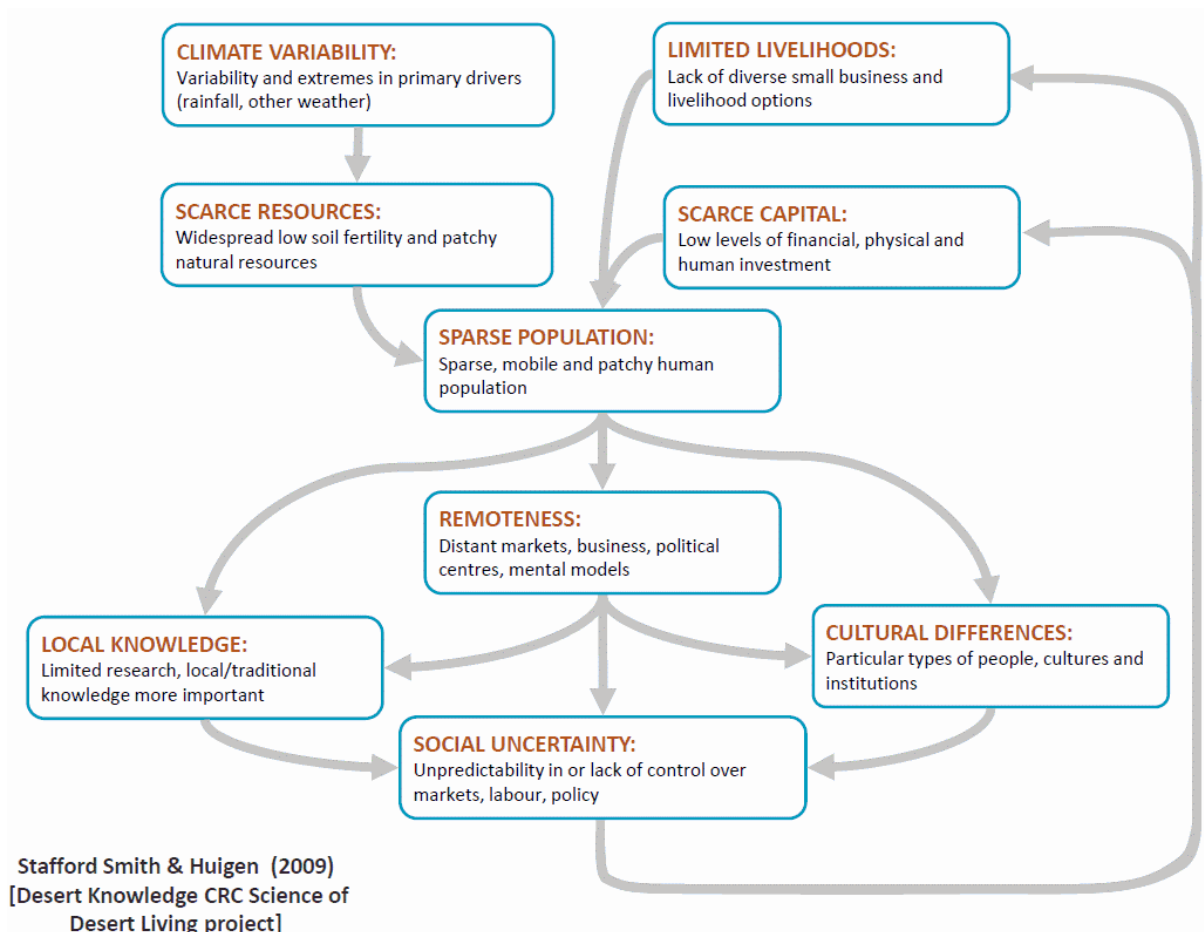 CLIMATE VARIABILITY:
Variability and extremes in primary drivers
(rainfall, other weather)
LIMITED LIVELIHOODS:
Lack of diverse small business and
livelihood options
SCARCE RESOURCES:
Widespread low soil fertility and patchy
natural resources
SCARCE CAPITAL:
Low levels of financial, physical and
human investment
SPARSE POPULATION:
Sparse, mobile and patchy human
population
REMOTENESS:
Distant markets, business, political
centres, mental models
LOCAL KNOWLEDGE:
Limited research, local/traditional
knowledge more important
CULTURAL DIFFERENCES:
Particular types of people, cultures and
institutions
SOCIAL UNCERTAINTY:
Unpredictability in or lack of control over
markets, labour, policy
Stafford Smith & Huigen (2009)
[Desert Knowledge CRC Science of
Desert Living project]